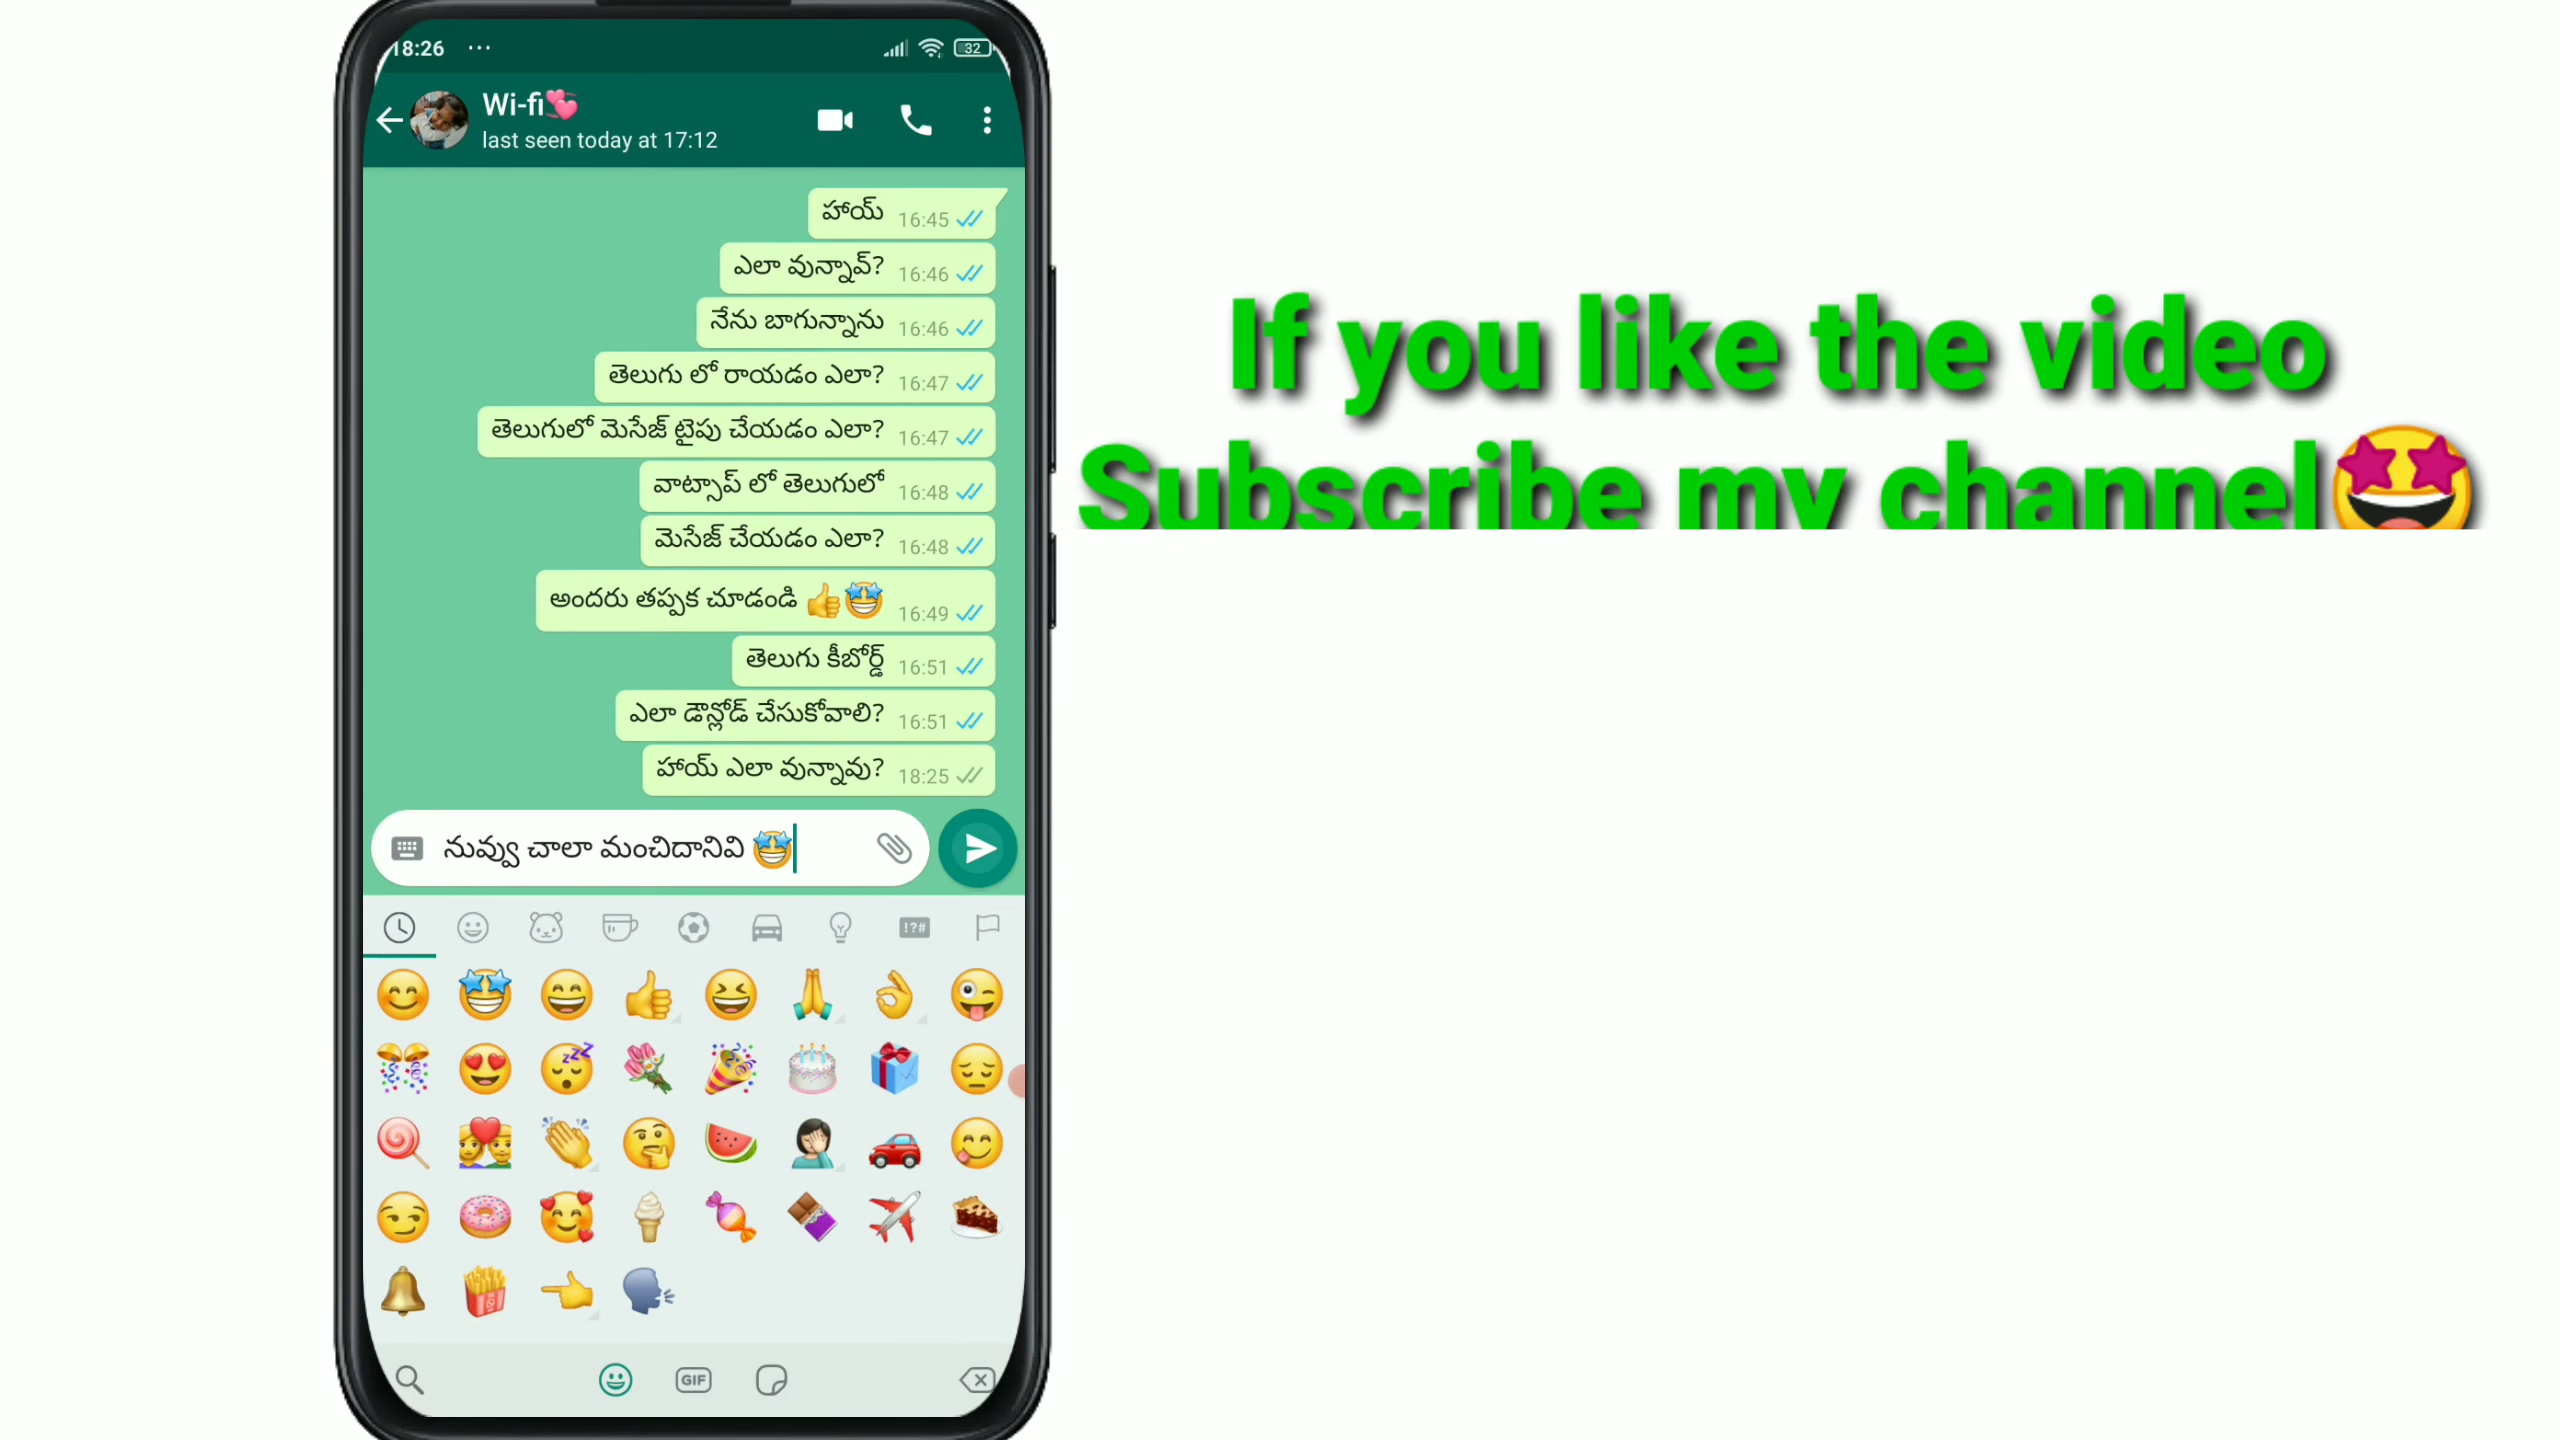 18:26 ...
32
Wi-fi💞
last seen today at 17:12
హాయ్ 16:45
ఎలా వున్నావ్? 16:46
నేను బాగున్నాను 16:46
తెలుగు లో రాయడం ఎలా? 16:47
తెలుగులో మెసేజ్ టైపు చేయడం ఎలా? 16:47
వాట్సాప్ లో తెలుగులో 16:48
మెసేజ్ చేయడం ఎలా? 16:48
అందరు తప్పక చూడండి 👍🤩 16:49
తెలుగు కీబోర్డ్ 16:51
ఎలా డౌన్లోడ్ చేసుకోవాలి? 16:51
హాయ్ ఎలా వున్నావు? 18:25
నువ్వు చాలా మంచిదానివి 🤩
!?#
GIF
If you like the video
Subscribe my channel🤩